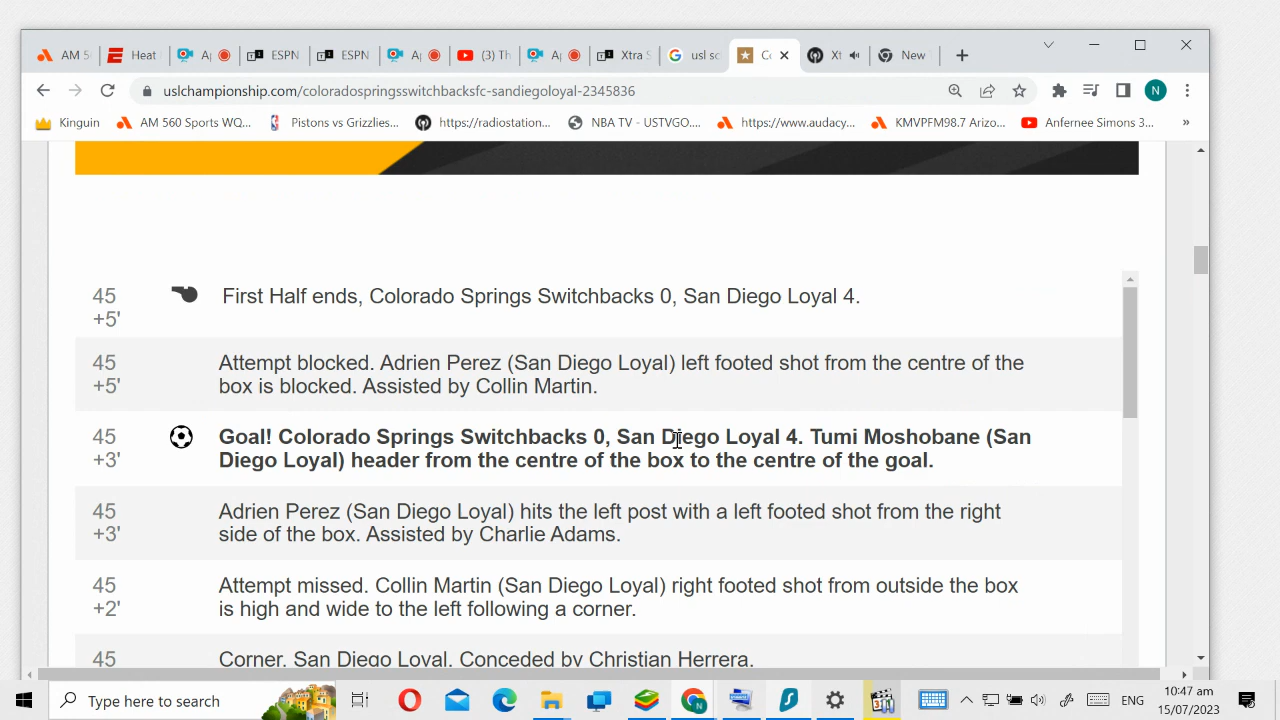 AM 5
Heat
Ap
ESPN
ESPN
Ap
(3) Th
Ap
Xtra S
usl sc
Co
Xt
New
uslchampionship.com/coloradospringsswitchbacksfc-sandiegoloyal-2345836
N
Kinguin
AM 560 Sports WQ...
Pistons vs Grizzlies...
https://radiostation...
NBA TV - USTVGO....
https://www.audacy...
KMVPFM98.7 Arizo...
Anfernee Simons 3...
»
45 First Half ends, Colorado Springs Switchbacks 0, San Diego Loyal 4.
+5'
45 Attempt blocked. Adrien Perez (San Diego Loyal) left footed shot from the centre of the
+5' box is blocked. Assisted by Collin Martin.
45 Goal! Colorado Springs Switchbacks 0, San Diego Loyal 4. Tumi Moshobane (San
+3' Diego Loyal) header from the centre of the box to the centre of the goal.
45 Adrien Perez (San Diego Loyal) hits the left post with a left footed shot from the right
+3' side of the box. Assisted by Charlie Adams.
45 Attempt missed. Collin Martin (San Diego Loyal) right footed shot from outside the box
+2' is high and wide to the left following a corner.
45 Corner, San Diego Loyal. Conceded by Christian Herrera.
Type here to search
ENG
10:47 am
15/07/2023